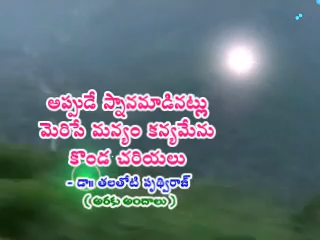 అప్పుడే స్నానమాడినట్లు
మెరిసే మన్యం కన్యమేను
కొండ చరియలు
- డా॥ తలతోటి పృథ్విరాజ్
( అరకు అందాలు )